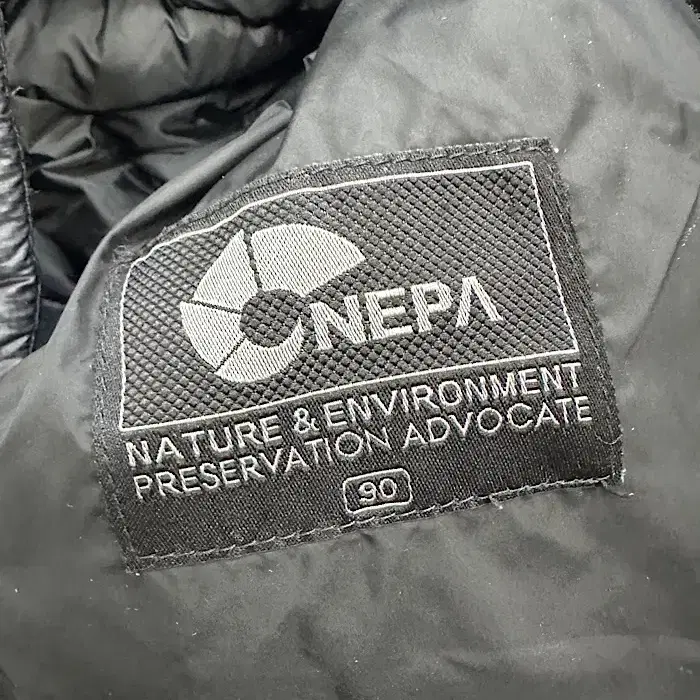 NEPA
NATURE & ENVIRONMENT
PRESERVATION ADVOCATE
90